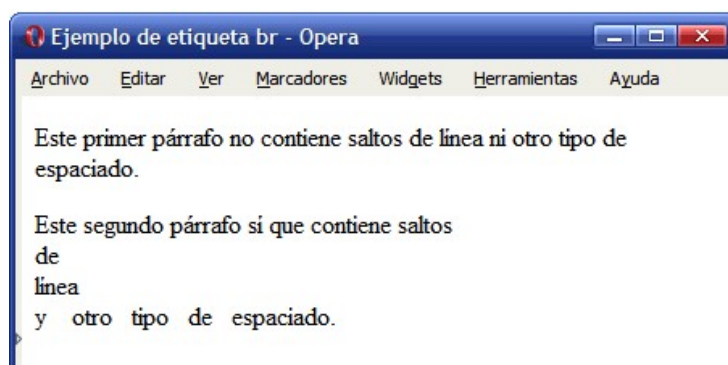 Ejemplo de etiqueta br - Opera
Archivo Editar Ver Marcadores Widgets Herramientas Ayuda
Este primer párrafo no contiene saltos de línea ni otro tipo de
espaciado.
Este segundo párrafo sí que contiene saltos
de
línea
y otro tipo de espaciado.